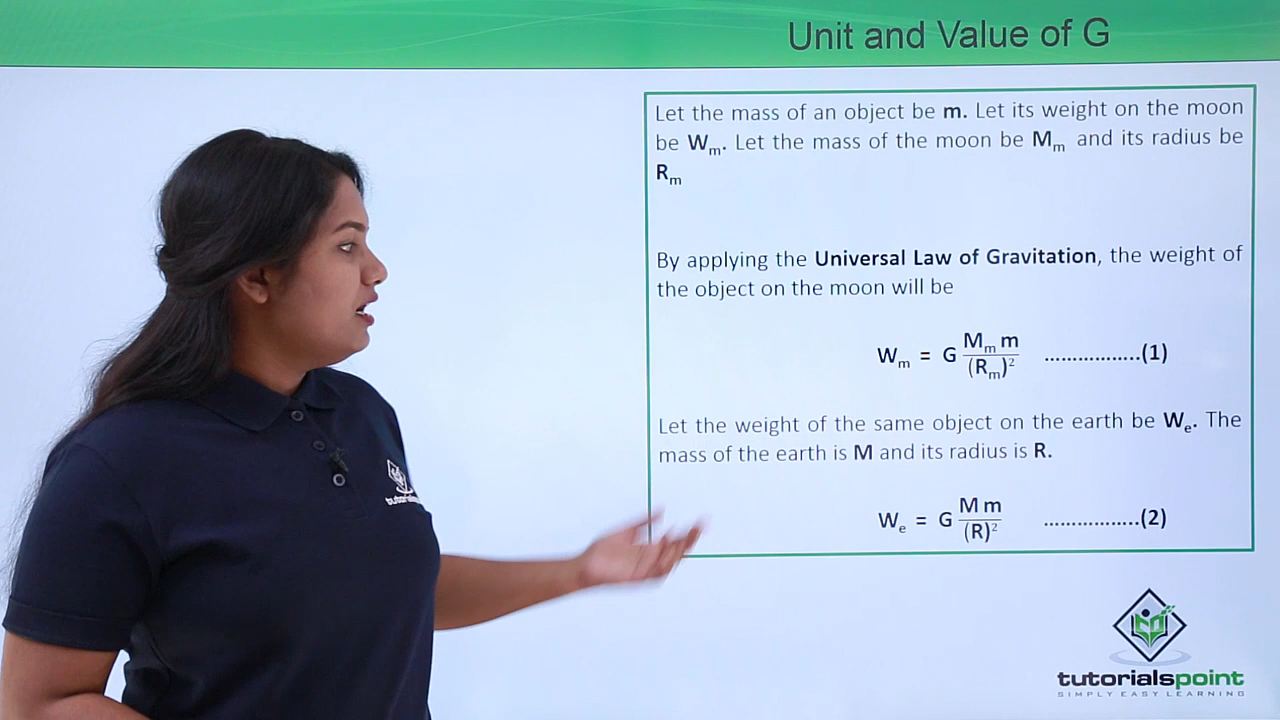 Unit and Value of G
Let the mass of an object be m. Let its weight on the moon
be Wₘ. Let the mass of the moon be Mₘ and its radius be
Rₘ
By applying the Universal Law of Gravitation, the weight of
the object on the moon will be
Wₘ = G Mₘ m / (Rₘ)² .................(1)
Let the weight of the same object on the earth be Wₑ. The
mass of the earth is M and its radius is R.
Wₑ = G M m / (R)² .................(2)
tutorialspoint
SIMPLY EASY LEARNING